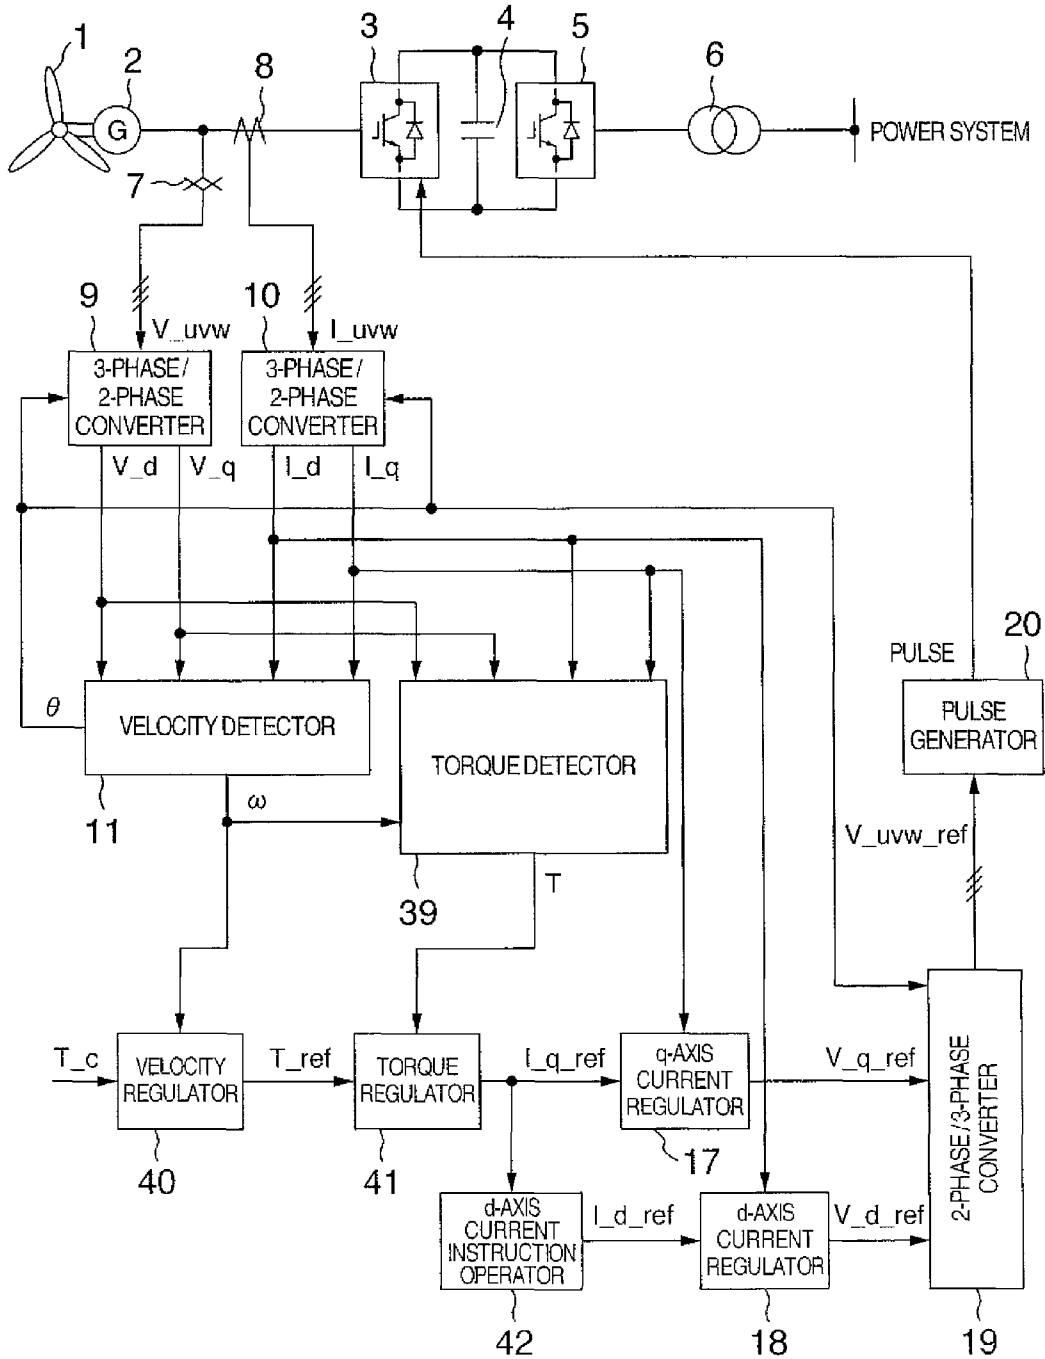 1
2
3
4
5
6
8
G
POWER SYSTEM
7
9
10
V_uvw
I_uvw
3-PHASE/
2-PHASE
CONVERTER
3-PHASE/
2-PHASE
CONVERTER
V_d
V_q
I_d
I_q
PULSE
20
θ
VELOCITY DETECTOR
TORQUE DETECTOR
PULSE
GENERATOR
11
ω
V_uvw_ref
39
T
T_c
VELOCITY
REGULATOR
T_ref
TORQUE
REGULATOR
I_q_ref
q-AXIS
CURRENT
REGULATOR
V_q_ref
2-PHASE/3-PHASE
CONVERTER
40
41
17
d-AXIS
CURRENT
INSTRUCTION
OPERATOR
I_d_ref
d-AXIS
CURRENT
REGULATOR
V_d_ref
42
18
19